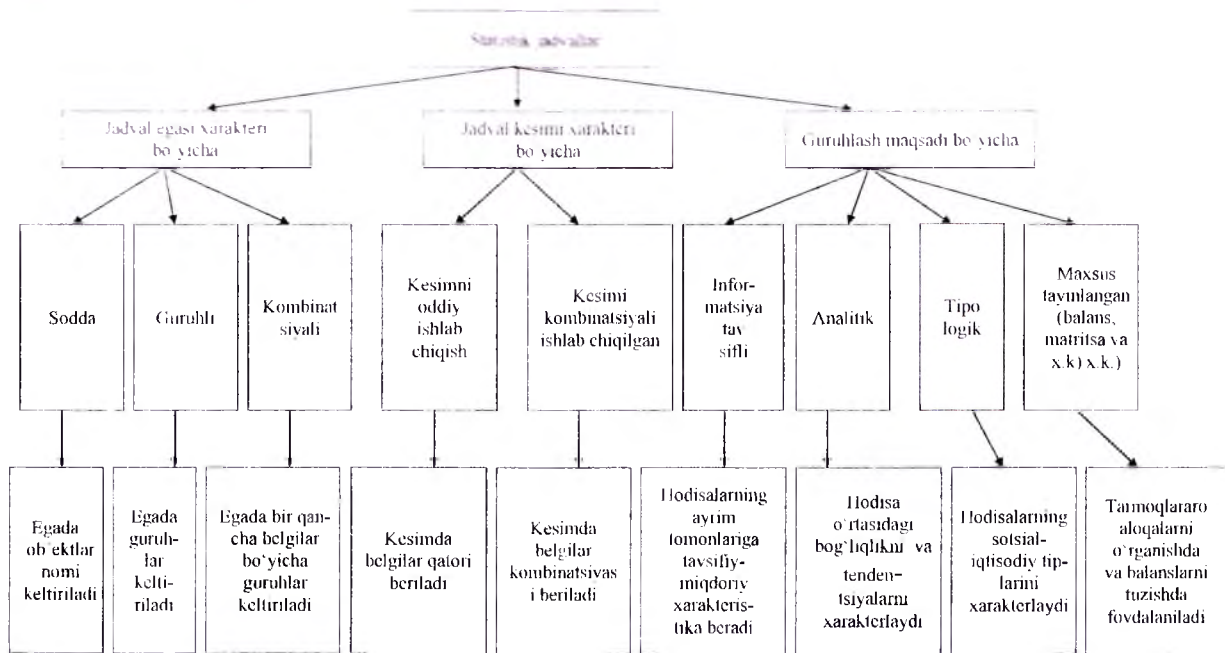 Statistik jadvallar
Jadval egasi xarakteri
bo`yicha
Jadval kesimi xarakteri
bo`yicha
Guruhlash maqsadi bo`yicha
Sodda
Guruhli
Kombinat
siyali
Kesimni
oddiy
ishlab
chiqish
Kesimi
kombinatsiyali
ishlab chiqilgan
Infor-
matsiya
tav
sifli
Analitik
Tipo
logik
Maxsus
tayinlangan
(balans,
matritsa va
x.k) x.k.)
Egada
ob`ektlar
nomi
keltiriladi
Egada
guruh-
lar
kelti-
riladi
Egada bir qan-
cha belgilar
bo`yicha
guruhlar
keltiriladi
Kesimda
belgilar qatori
beriladi
Kesimda
belgilar
kombinatsiyas
i beriladi
Hodisalarning
ayrim
tomonlariga
tavsifiy-
miqdoriy
xarakteris-
tika beradi
Hodisa
o`rtasidagi
bog`liqlikni va
tenden-
tsiyalarni
xarakterlaydi
Hodisalarning
sotsial-
iqtisodiy tip-
larini
xarakterlaydi
Tarmoqlararo
aloqalarni
o`rganishda
va balanslarni
tuzishda
foydalaniladi